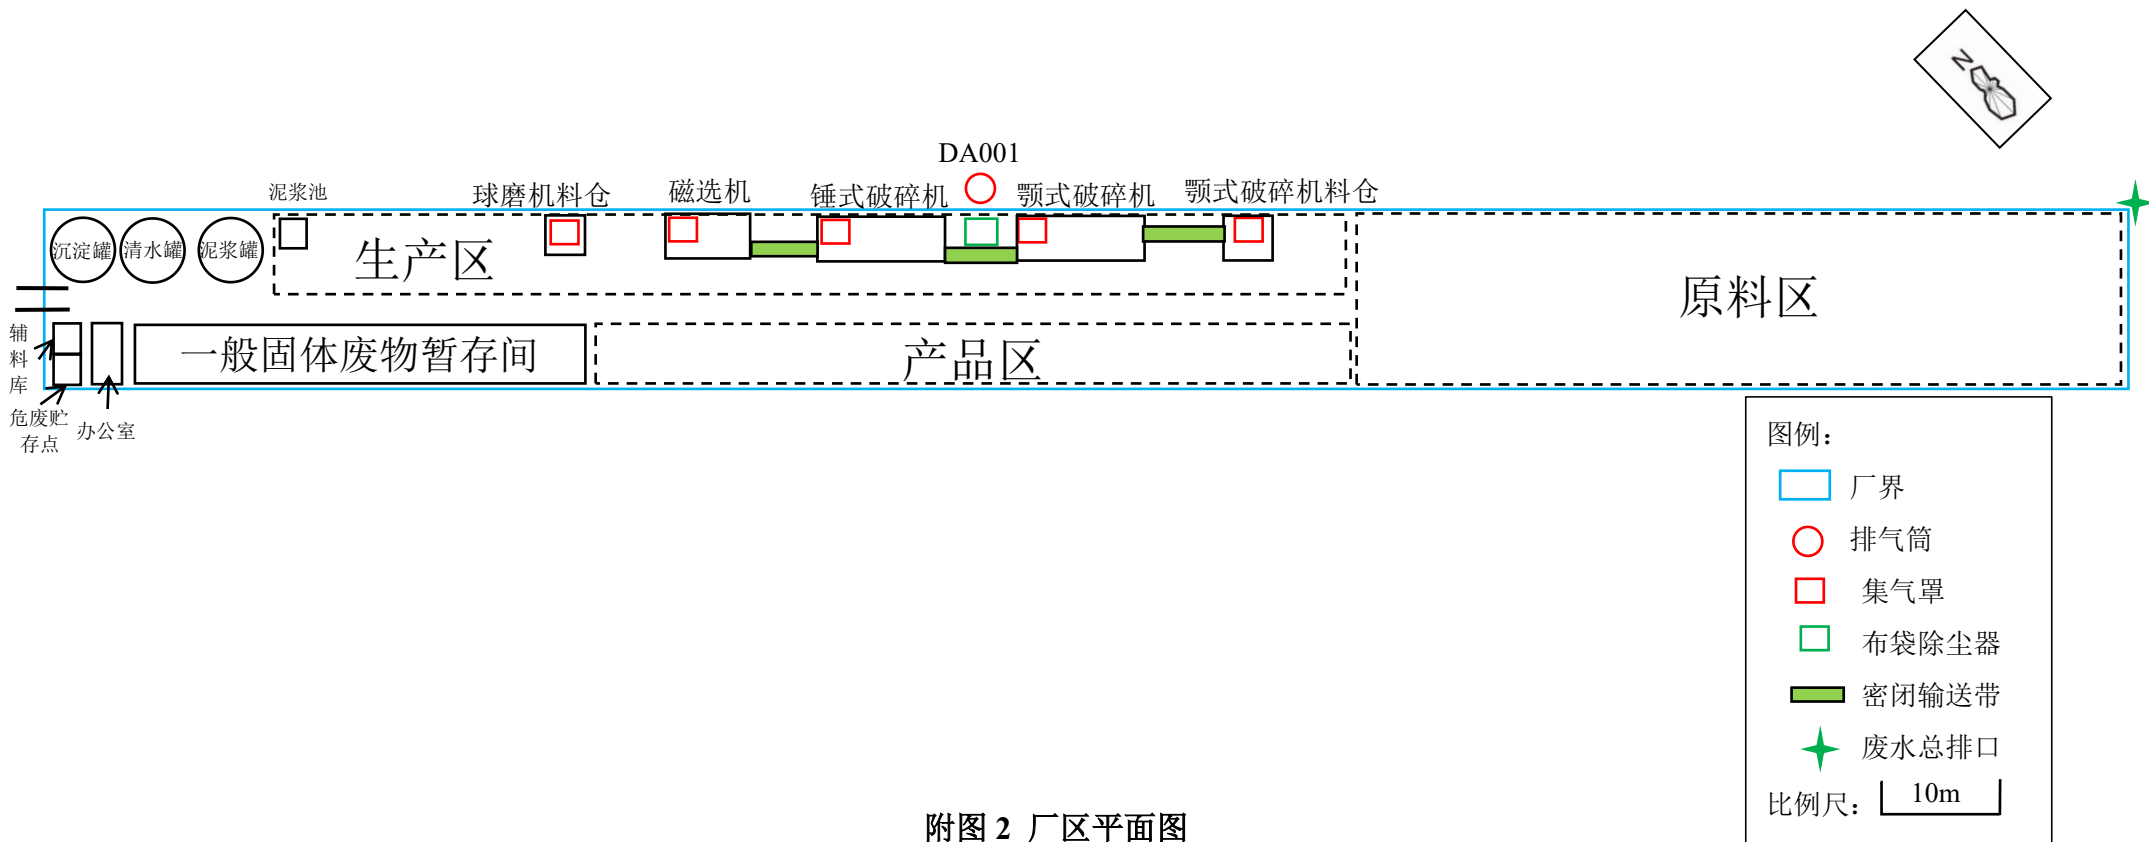 N
DA001
泥浆池
球磨机料仓
磁选机
锤式破碎机
颚式破碎机
颚式破碎机料仓
沉淀罐
清水罐
泥浆罐
生产区
原料区
辅
料
库
一般固体废物暂存间
产品区
危废贮
存点
办公室
图例：
厂界
排气筒
集气罩
布袋除尘器
密闭输送带
废水总排口
比例尺：
10m
附图 2 厂区平面图